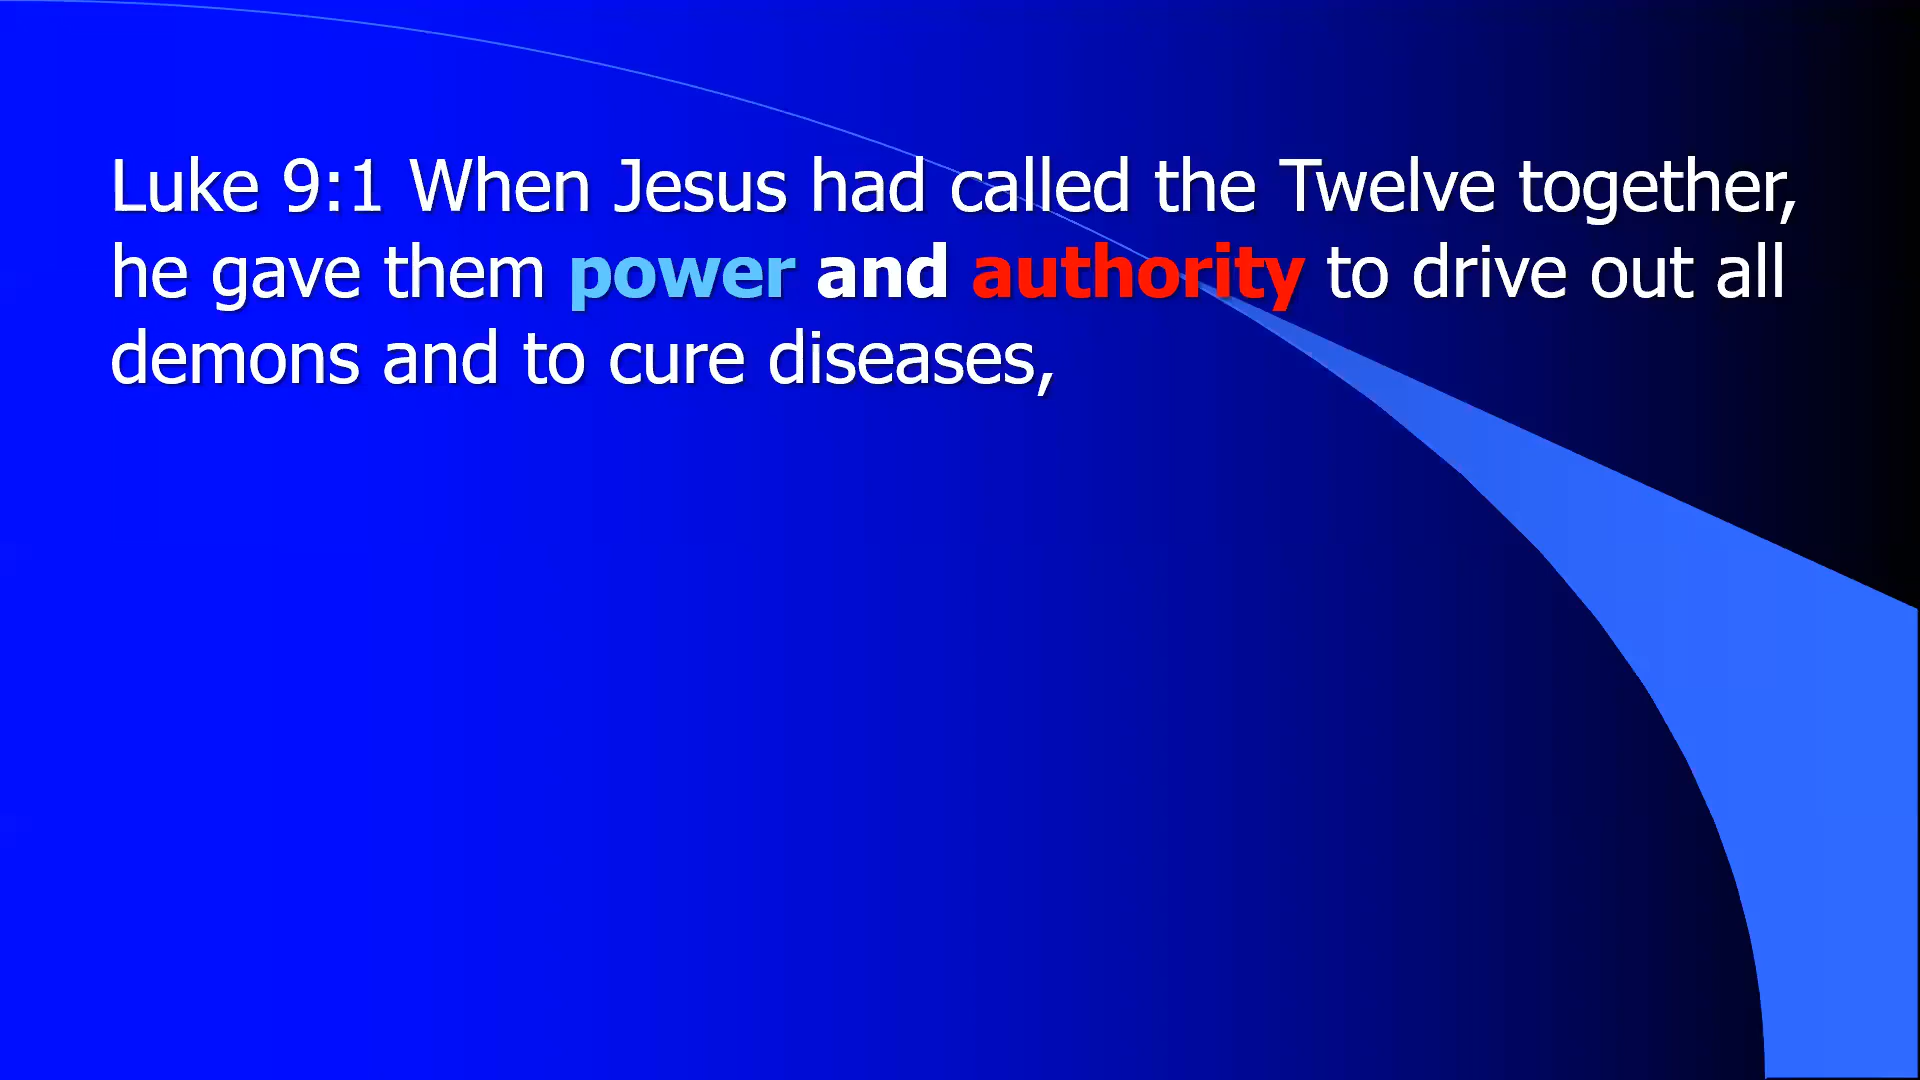 Luke 9:1 When Jesus had called the Twelve together,
he gave them power and authority to drive out all
demons and to cure diseases,